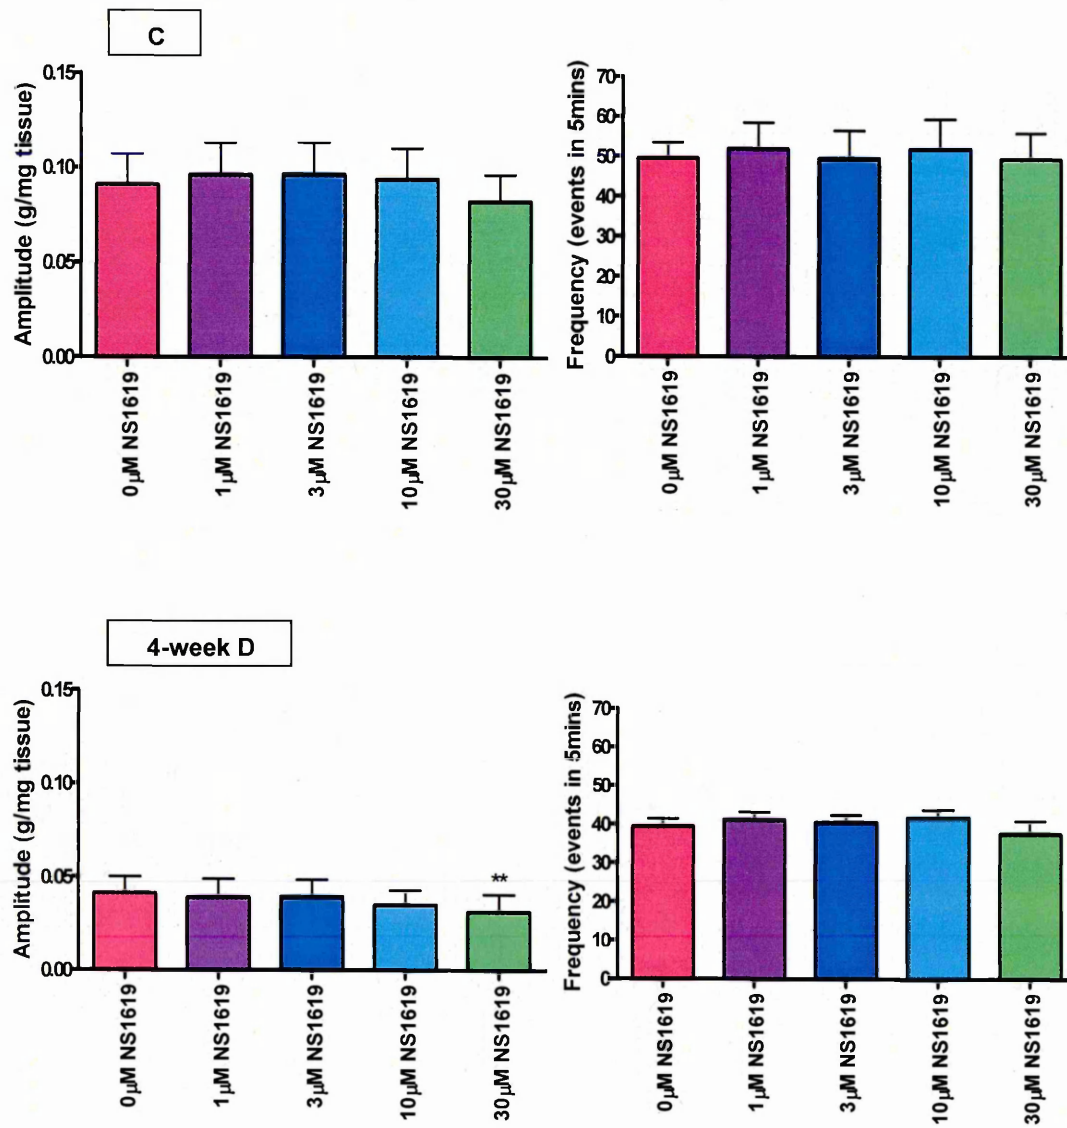 C
Amplitude (g/mg tissue)
0.15
0.10
0.05
0.00
0µM NS1619
1µM NS1619
3µM NS1619
10µM NS1619
30µM NS1619
Frequency (events in 5mins)
70
60
50
40
30
20
10
0
0µM NS1619
1µM NS1619
3µM NS1619
10µM NS1619
30µM NS1619
4-week D
Amplitude (g/mg tissue)
0.15
0.10
0.05
0.00
**
0µM NS1619
1µM NS1619
3µM NS1619
10µM NS1619
30µM NS1619
Frequency (events in 5mins)
70
60
50
40
30
20
10
0
0µM NS1619
1µM NS1619
3µM NS1619
10µM NS1619
30µM NS1619